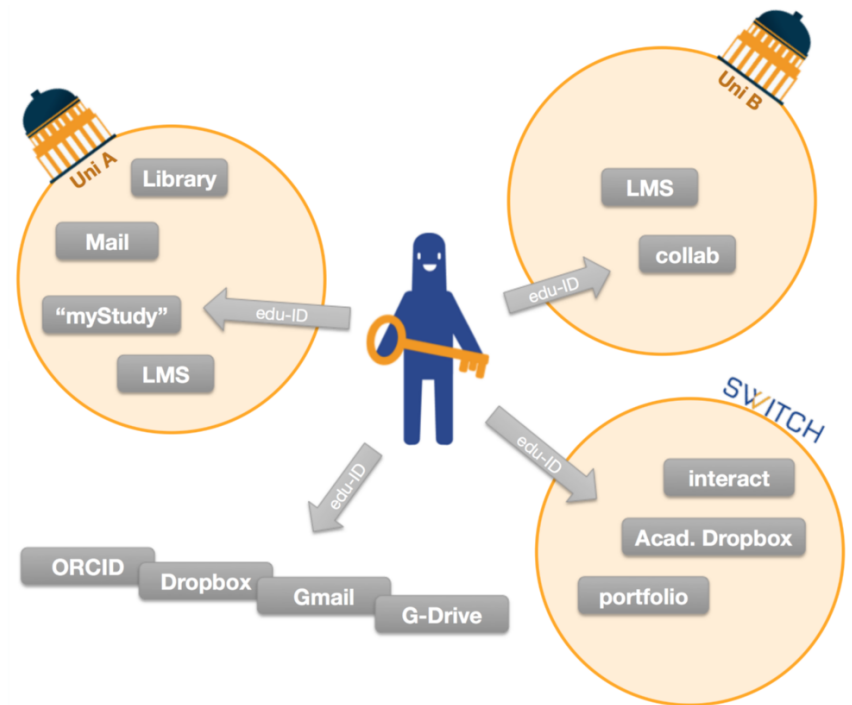 Uni A
Library
Mail
“myStudy”
LMS
edu-ID
Uni B
LMS
collab
edu-ID
SWITCH
interact
Acad. Dropbox
portfolio
edu-ID
edu-ID
ORCID
Dropbox
Gmail
G-Drive